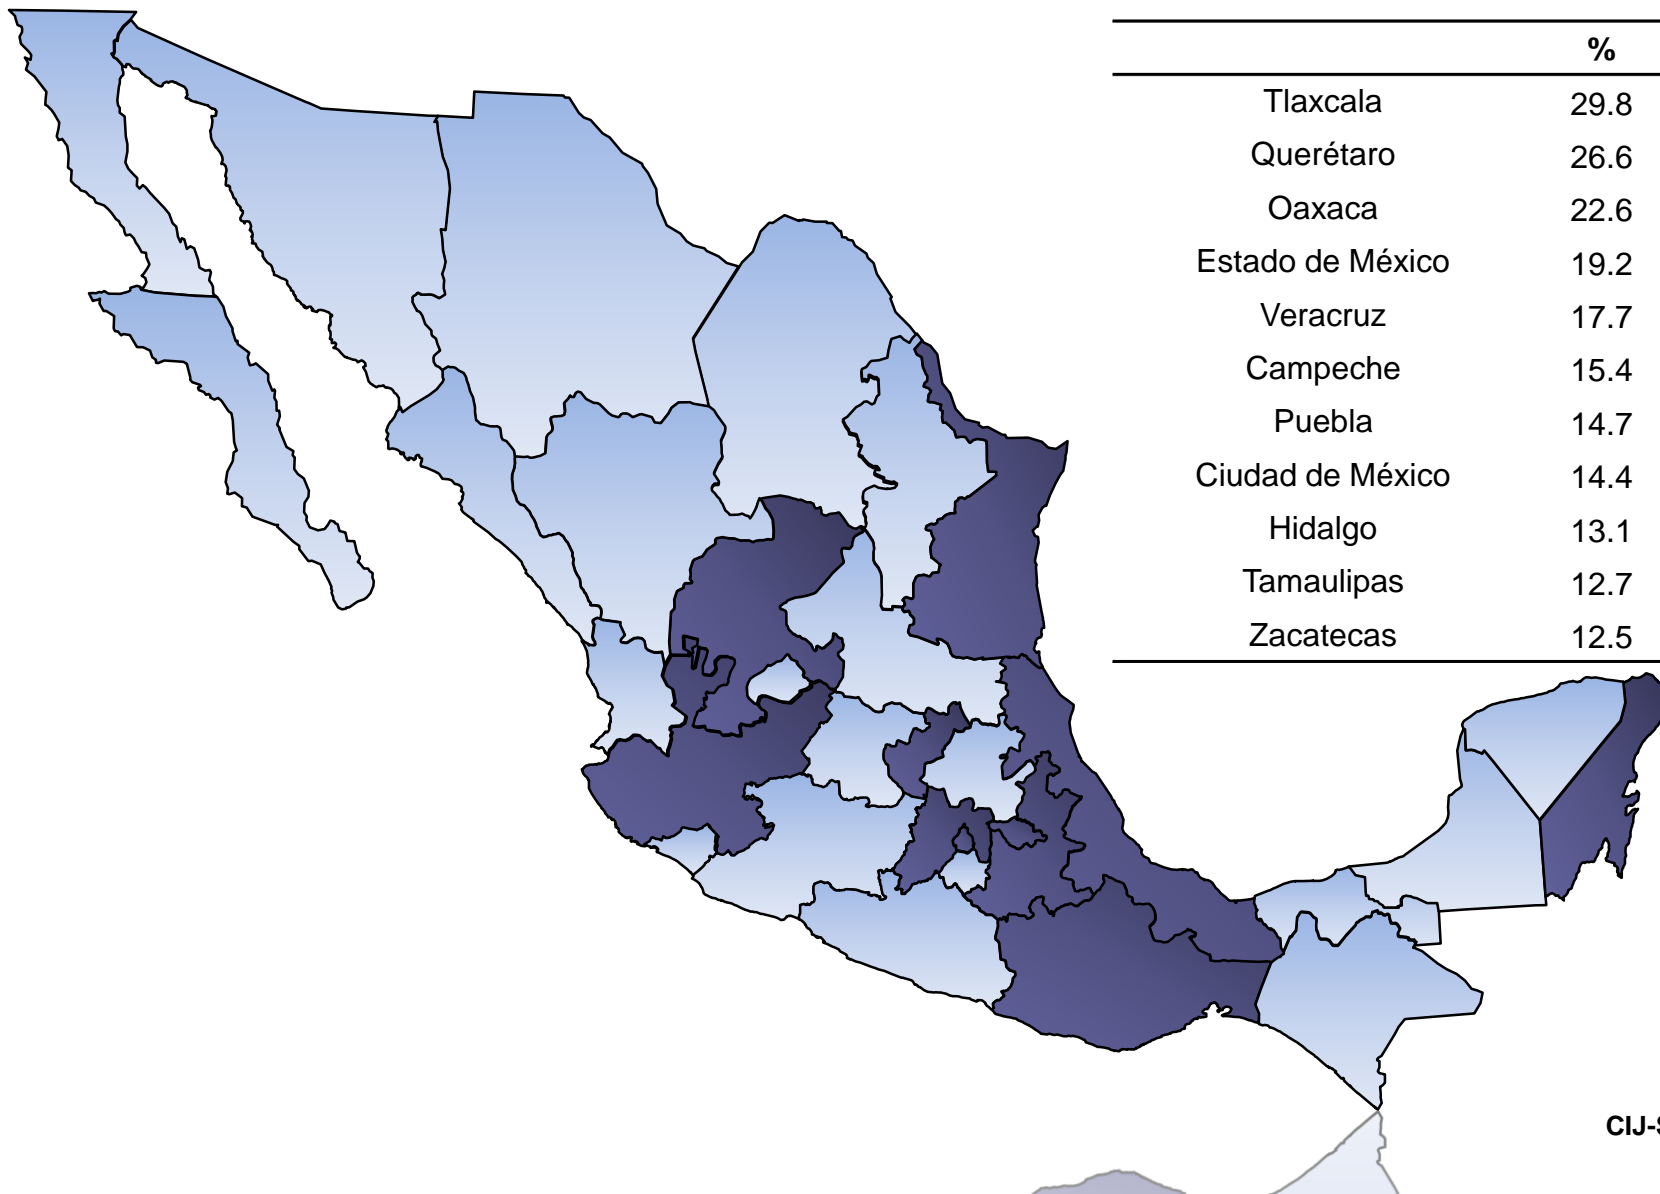 %
Tlaxcala 29.8
Querétaro 26.6
Oaxaca 22.6
Estado de México 19.2
Veracruz 17.7
Campeche 15.4
Puebla 14.7
Ciudad de México 14.4
Hidalgo 13.1
Tamaulipas 12.7
Zacatecas 12.5